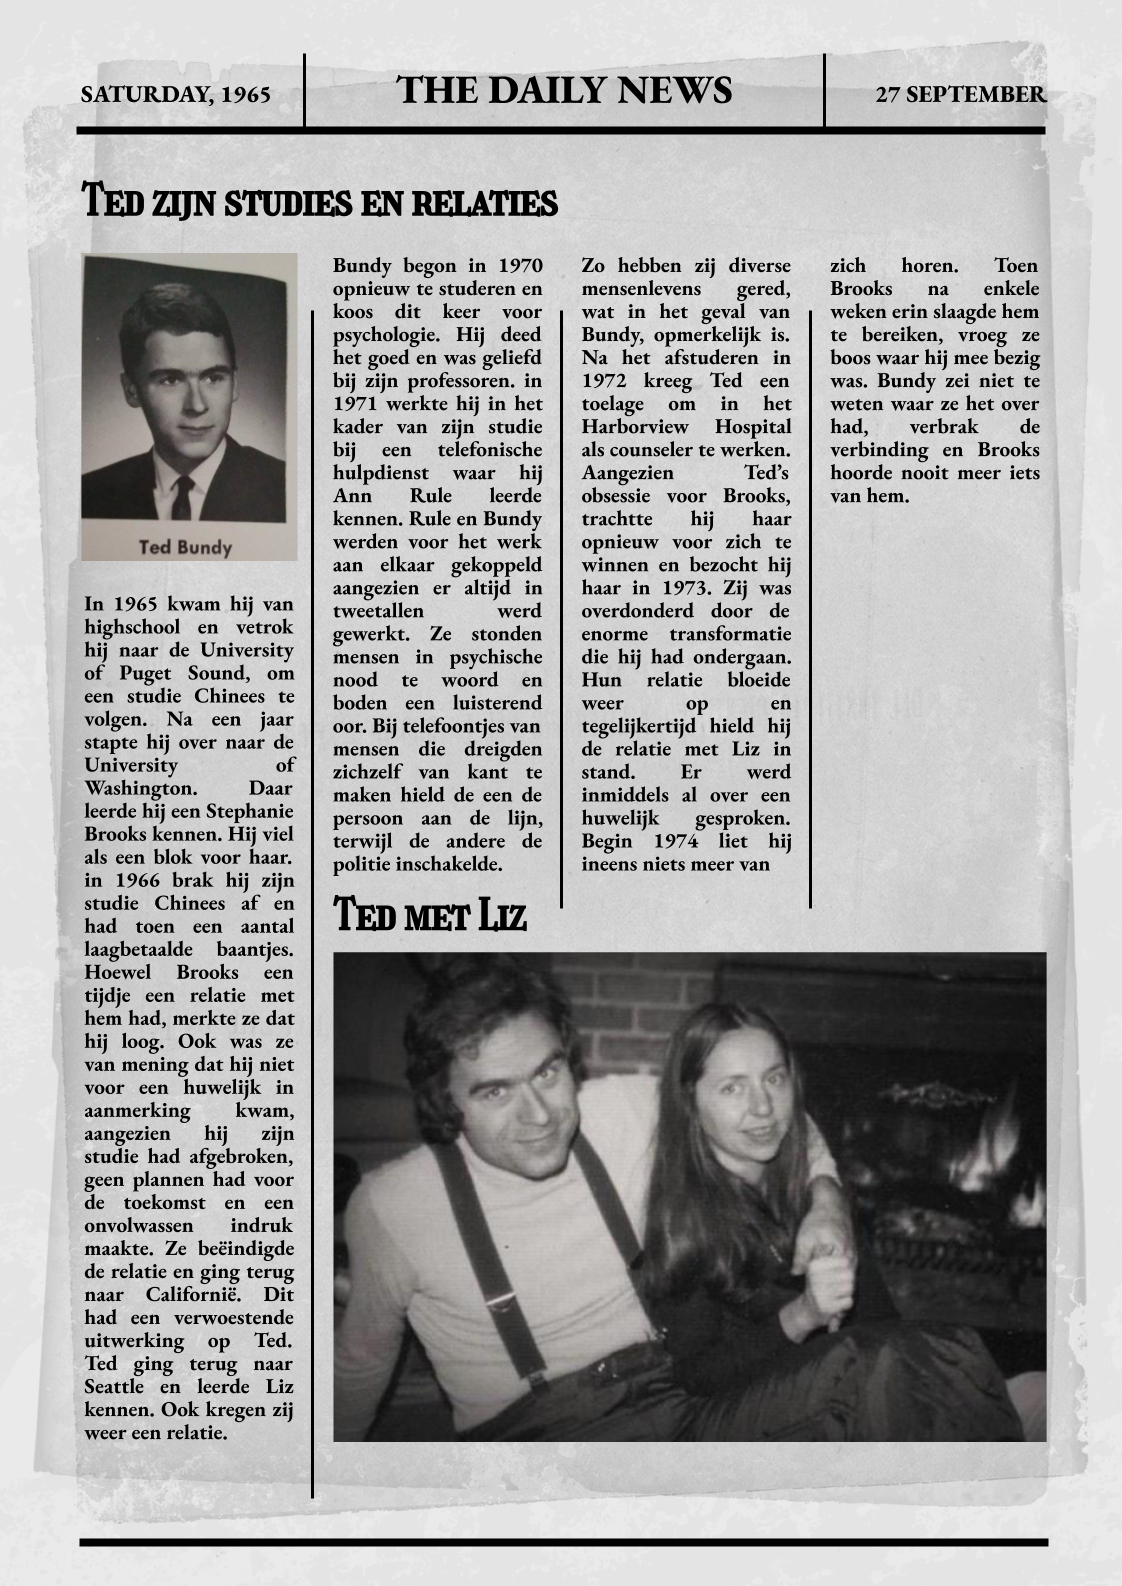 SATURDAY, 1965
THE DAILY NEWS
27 SEPTEMBER
TED ZIJN STUDIES EN RELATIES
Ted Bundy
In 1965 kwam hij van
highschool en vetrok
hij naar de University
of Puget Sound, om
een studie Chinees te
volgen. Na een jaar
stapte hij over naar de
University of
Washington. Daar
leerde hij een Stephanie
Brooks kennen. Hij viel
als een blok voor haar.
in 1966 brak hij zijn
studie Chinees af en
had toen een aantal
laagbetaalde baantjes.
Hoewel Brooks een
tijdje een relatie met
hem had, merkte ze dat
hij loog. Ook was ze
van mening dat hij niet
voor een huwelijk in
aanmerking kwam,
aangezien hij zijn
studie had afgebroken,
geen plannen had voor
de toekomst en een
onvolwassen indruk
maakte. Ze beëindigde
de relatie en ging terug
naar Californië. Dit
had een verwoestende
uitwerking op Ted.
Ted ging terug naar
Seattle en leerde Liz
kennen. Ook kregen zij
weer een relatie.
Bundy begon in 1970
opnieuw te studeren en
koos dit keer voor
psychologie. Hij deed
het goed en was geliefd
bij zijn professoren. in
1971 werkte hij in het
kader van zijn studie
bij een telefonische
hulpdienst waar hij
Ann Rule leerde
kennen. Rule en Bundy
werden voor het werk
aan elkaar gekoppeld
aangezien er altijd in
tweetallen werd
gewerkt. Ze stonden
mensen in psychische
nood te woord en
boden een luisterend
oor. Bij telefoontjes van
mensen die dreigden
zichzelf van kant te
maken hield de een de
persoon aan de lijn,
terwijl de andere de
politie inschakelde.
Zo hebben zij diverse
mensenlevens gered,
wat in het geval van
Bundy, opmerkelijk is.
Na het afstuderen in
1972 kreeg Ted een
toelage om in het
Harborview Hospital
als counseler te werken.
Aangezien Ted’s
obsessie voor Brooks,
trachtte hij haar
opnieuw voor zich te
winnen en bezocht hij
haar in 1973. Zij was
overdonderd door de
enorme transformatie
die hij had ondergaan.
Hun relatie bloeide
weer op en
tegelijkertijd hield hij
de relatie met Liz in
stand. Er werd
inmiddels al over een
huwelijk gesproken.
Begin 1974 liet hij
ineens niets meer van
zich horen. Toen
Brooks na enkele
weken erin slaagde hem
te bereiken, vroeg ze
boos waar hij mee bezig
was. Bundy zei niet te
weten waar ze het over
had, verbrak de
verbinding en Brooks
hoorde nooit meer iets
van hem.
TED MET LIZ